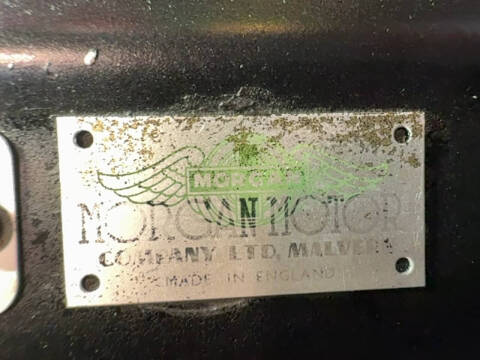 MORGAN
MORGAN MOTOR
COMPANY LTD, MALVERN
MADE IN ENGLAND